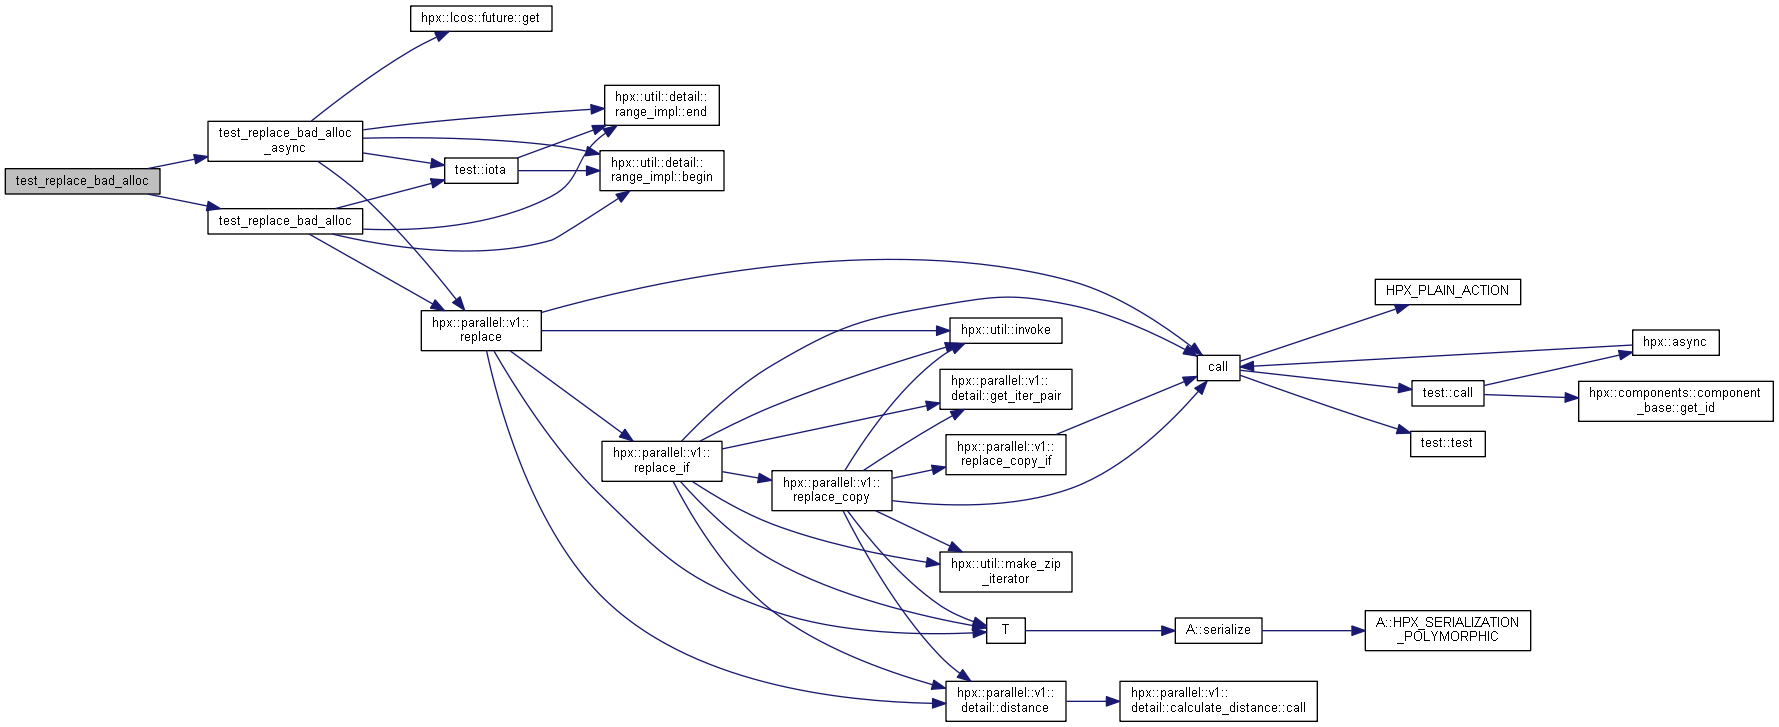 hpx::lcos::future::get
hpx::util::detail::
range_impl::end
test_replace_bad_alloc
_async
test::iota
hpx::util::detail::
range_impl::begin
test_replace_bad_alloc
test_replace_bad_alloc
hpx::parallel::v1::
replace
HPX_PLAIN_ACTION
hpx::util::invoke
hpx::async
call
hpx::parallel::v1::
detail::get_iter_pair
test::call
hpx::components::component
_base::get_id
test::test
hpx::parallel::v1::
replace_if
hpx::parallel::v1::
replace_copy_if
hpx::parallel::v1::
replace_copy
hpx::util::make_zip
_iterator
T
A::serialize
A::HPX_SERIALIZATION
_POLYMORPHIC
hpx::parallel::v1::
detail::distance
hpx::parallel::v1::
detail::calculate_distance::call